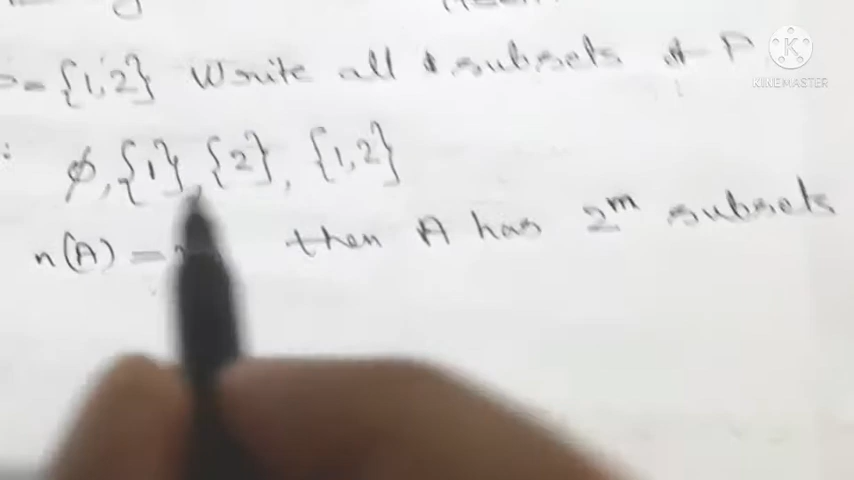 = {1,2} Write all subsets of P
: φ, {1}, {2}, {1,2}
n(A) = then A has 2^m subsets
KINEMASTER